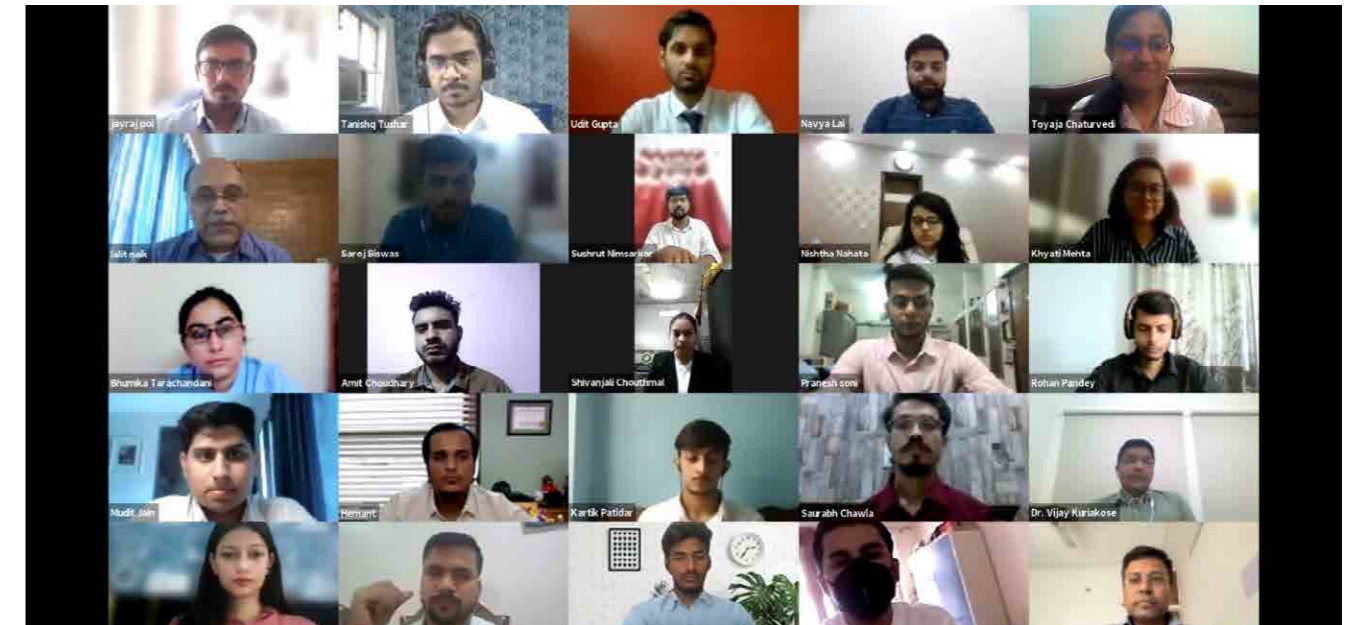 jayraj pol
Tanishq Tushar
Udit Gupta
Navya Lal
Toyaja Chaturvedi
lalit naik
Saroj Biswas
Sushrut Nimsarkar
Nishtha Nahata
Khyati Mehta
Bhumika Tarachandani
Amit Choudhary
Shivanjali Chouthmal
Pranesh soni
Rohan Pandey
Mudit Jain
Hemant
Kartik Patidar
Saurabh Chawla
Dr. Vijay Kuriakose